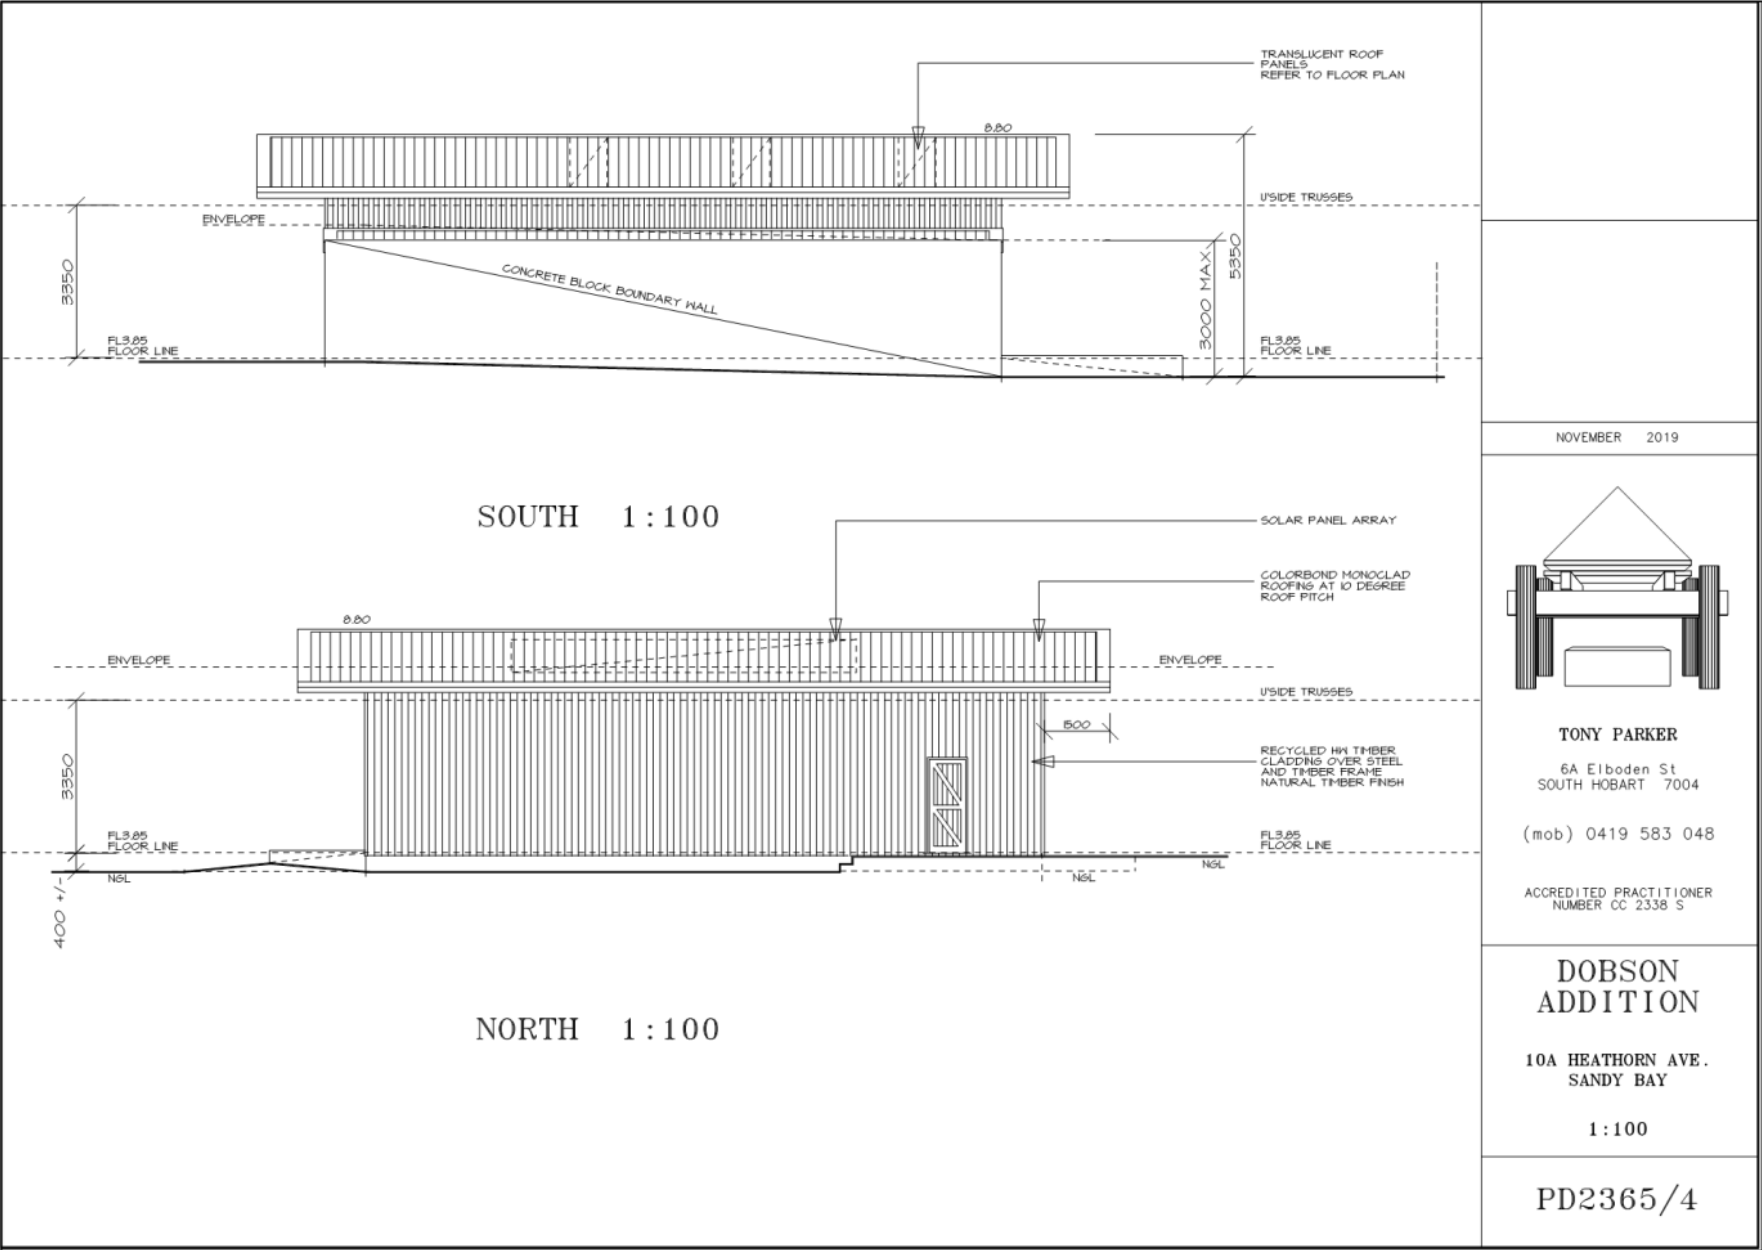 TRANSLUCENT ROOF
PANELS
REFER TO FLOOR PLAN
8.80
U'SIDE TRUSSES
ENVELOPE
3350
CONCRETE BLOCK BOUNDARY WALL
3000 MAX
5350
FL3.85
FLOOR LINE
FL3.85
FLOOR LINE
SOUTH 1:100
SOLAR PANEL ARRAY
COLORBOND MONOCLAD
ROOFING AT 10 DEGREE
ROOF PITCH
8.80
ENVELOPE
ENVELOPE
U'SIDE TRUSSES
1500
3350
RECYCLED HW TIMBER
CLADDING OVER STEEL
AND TIMBER FRAME
NATURAL TIMBER FINISH
FL3.85
FLOOR LINE
FL3.85
FLOOR LINE
NGL
NGL
NGL
400 +/-
NORTH 1:100
NOVEMBER 2019
TONY PARKER
6A Elboden St
SOUTH HOBART 7004
(mob) 0419 583 048
ACCREDITED PRACTITIONER
NUMBER CC 2338 S
DOBSON
ADDITION
10A HEATHORN AVE.
SANDY BAY
1:100
PD2365/4